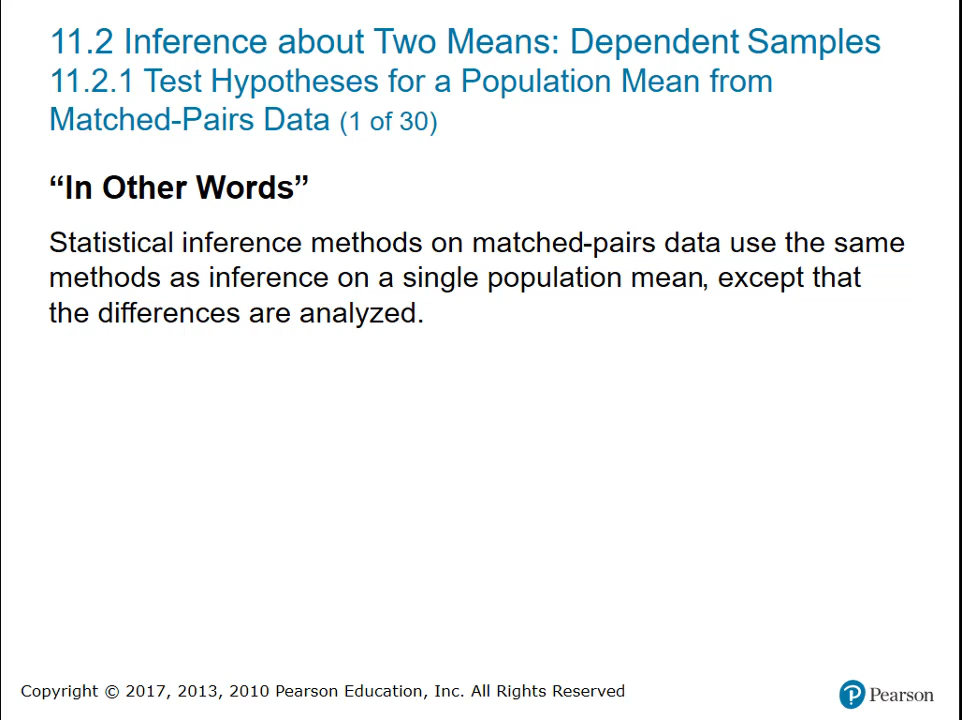 11.2 Inference about Two Means: Dependent Samples
11.2.1 Test Hypotheses for a Population Mean from
Matched-Pairs Data (1 of 30)
“In Other Words”
Statistical inference methods on matched-pairs data use the same
methods as inference on a single population mean, except that
the differences are analyzed.
Copyright © 2017, 2013, 2010 Pearson Education, Inc. All Rights Reserved
Pearson